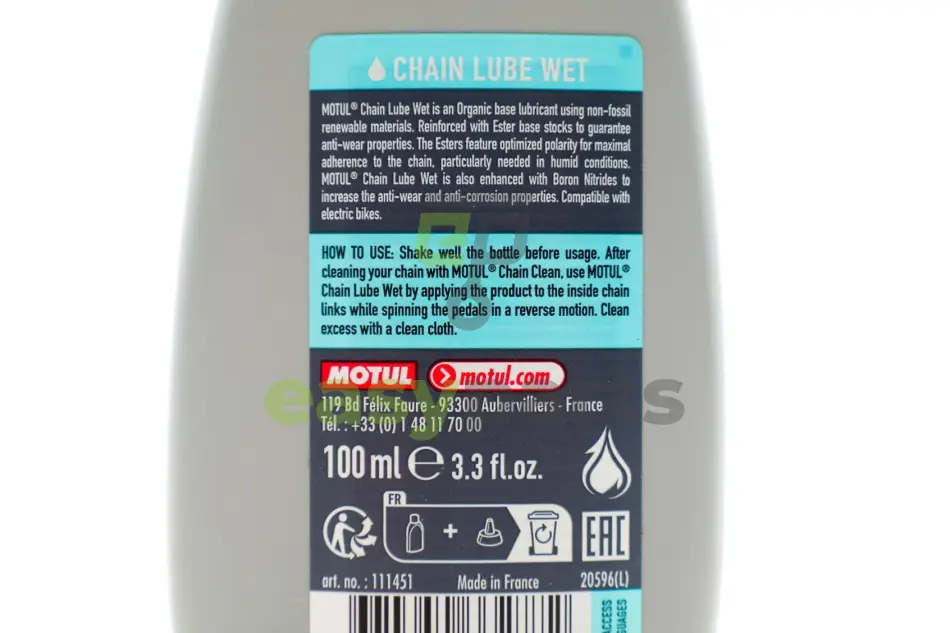 CHAIN LUBE WET
MOTUL® Chain Lube Wet is an Organic base lubricant using non-fossil
renewable materials. Reinforced with Ester base stocks to guarantee
anti-wear properties. The Esters feature optimized polarity for maximal
adherence to the chain, particularly needed in humid conditions.
MOTUL® Chain Lube Wet is also enhanced with Boron Nitrides to
increase the anti-wear and anti-corrosion properties. Compatible with
electric bikes.
HOW TO USE: Shake well the bottle before usage. After
cleaning your chain with MOTUL® Chain Clean, use MOTUL®
Chain Lube Wet by applying the product to the inside chain
links while spinning the pedals in a reverse motion. Clean
excess with a clean cloth.
MOTUL motul.com
119 Bd Félix Faure - 93300 Aubervilliers - France
Tél. : +33 (0) 1 48 11 70 00
100 ml ℮ 3.3 fl.oz.
FR
+
EAC
art. no. : 111451 Made in France 20596(L)
ACCESS